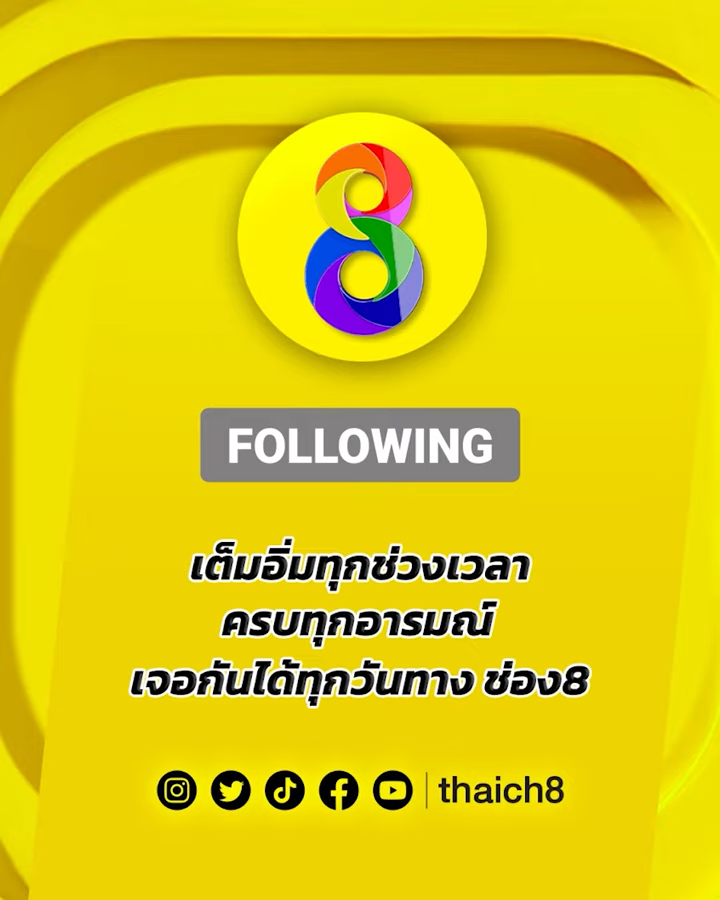 8
FOLLOWING
เต็มอิ่มทุกช่วงเวลา
ครบทุกอารมณ์
เจอกันได้ทุกวันทาง ช่อง8
thaich8